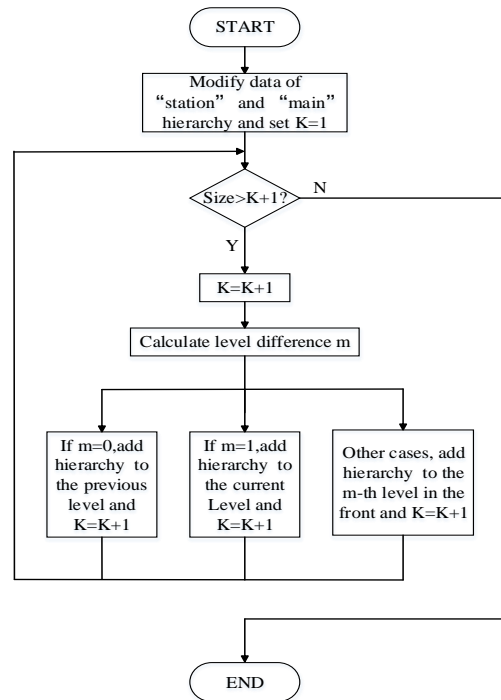 START
Modify data of
“station” and “main”
hierarchy and set K=1
Size>K+1?
N
Y
K=K+1
Calculate level difference m
If m=0,add
hierarchy to
the previous
level and
K=K+1
If m=1,add
hierarchy to
the current
Level and
K=K+1
Other cases, add
hierarchy to the
m-th level in the
front and K=K+1
END